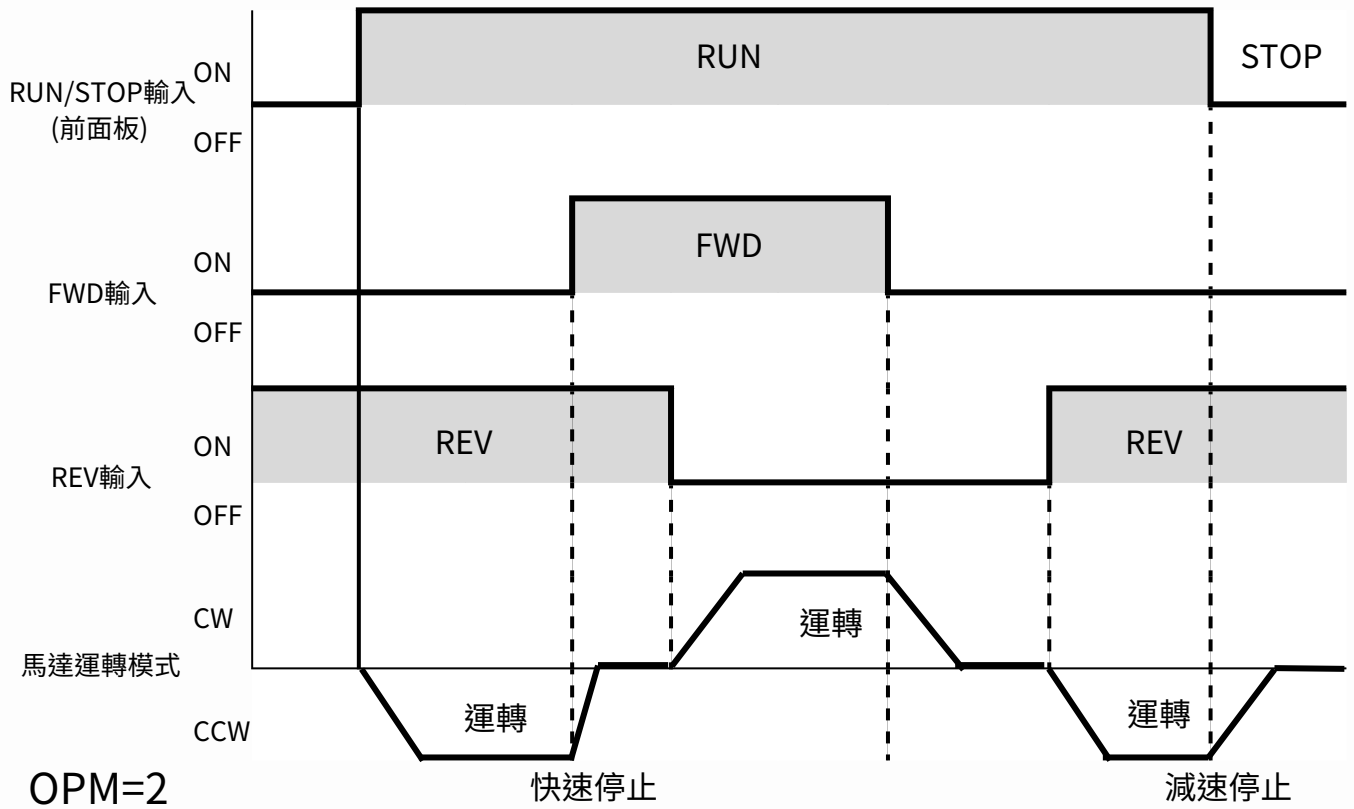 RUN
STOP
ON
RUN/STOP輸入
(前面板)
OFF
FWD
ON
FWD輸入
OFF
REV
REV
ON
REV輸入
OFF
CW
運轉
馬達運轉模式
運轉
運轉
CCW
OPM=2
快速停止
減速停止